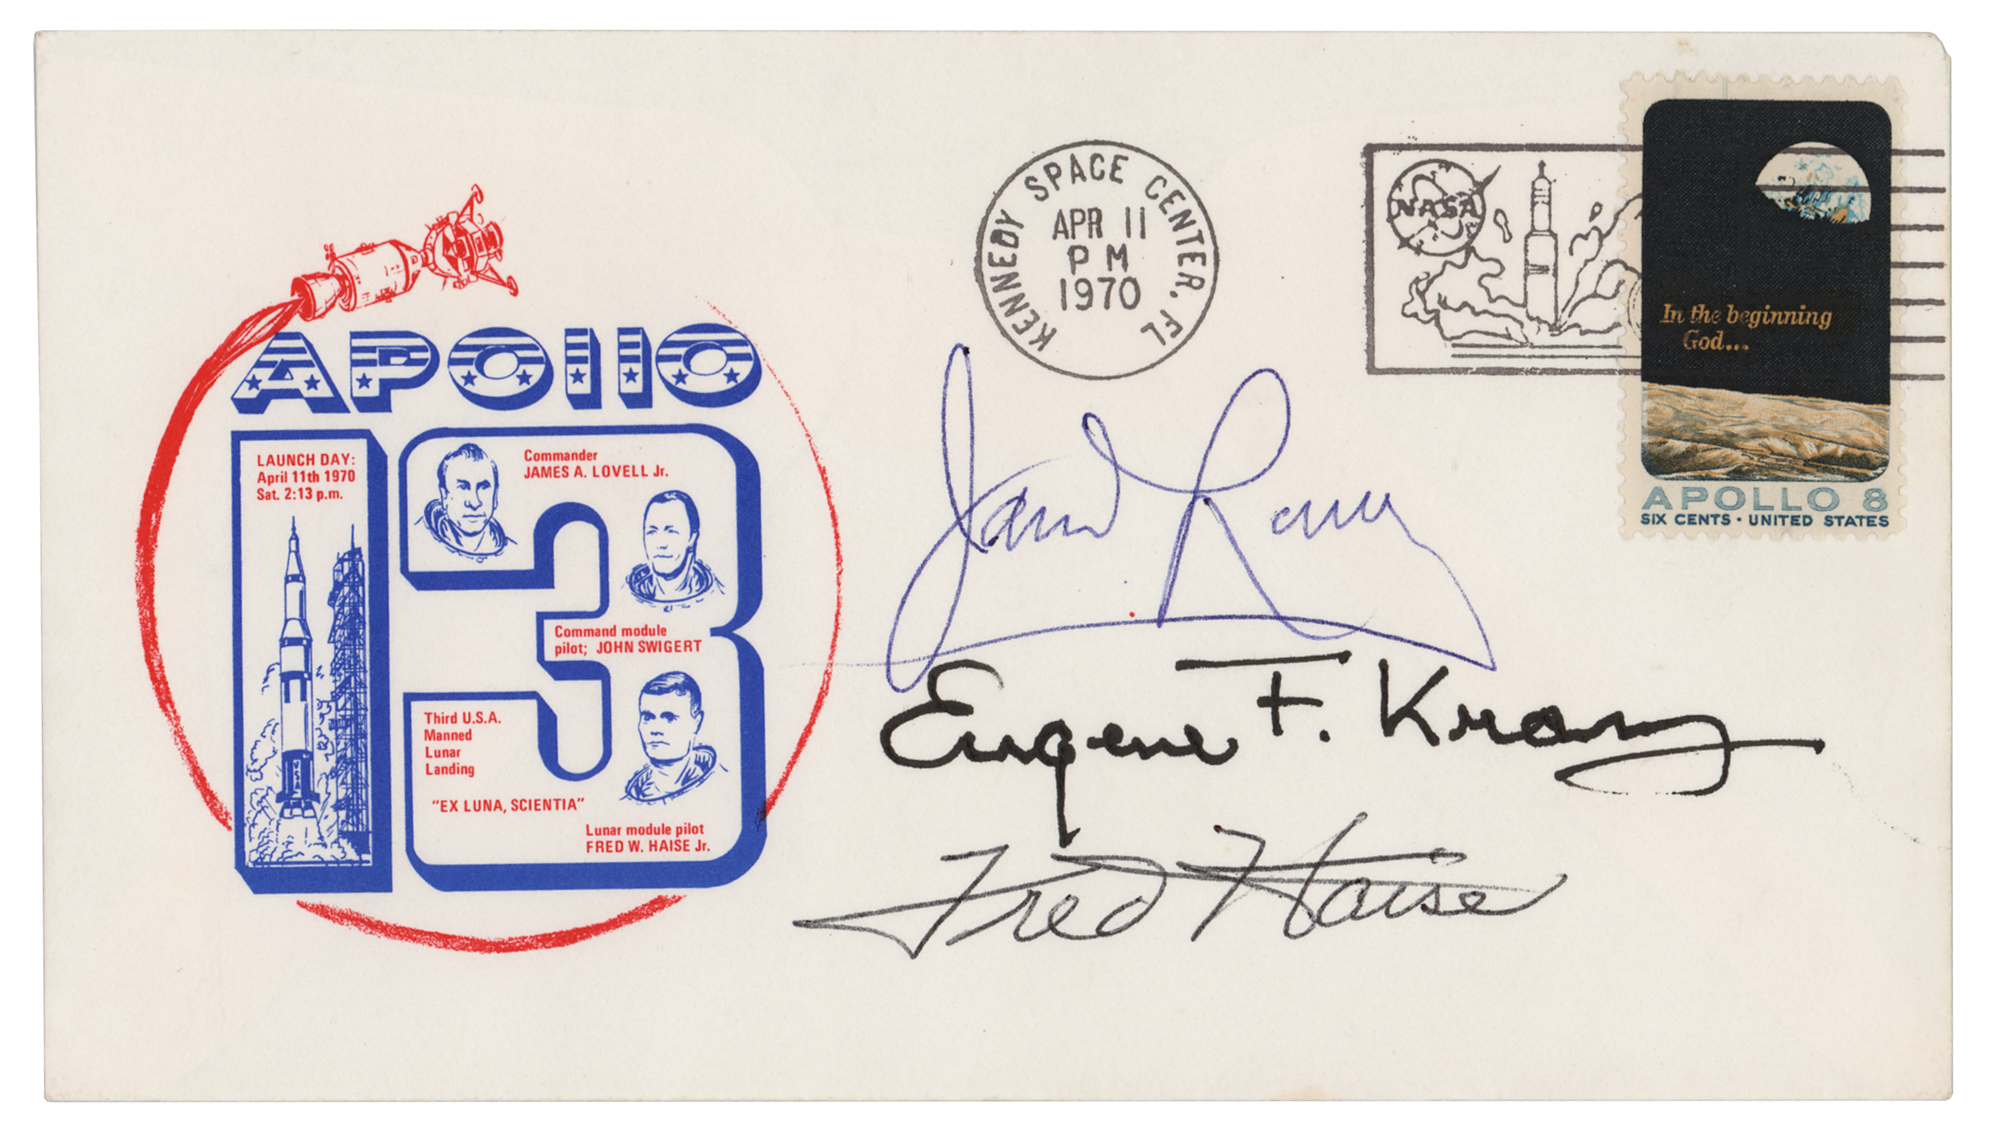 APOLLO
13
LAUNCH DAY:
April 11th 1970
Sat. 2:13 p.m.
Commander
JAMES A. LOVELL Jr.
Command module
pilot; JOHN SWIGERT
Third U.S.A.
Manned
Lunar
Landing
"EX LUNA, SCIENTIA"
Lunar module pilot
FRED W. HAISE Jr.
USA
KENNEDY SPACE CENTER, FL
APR 11
PM
1970
NASA
In the beginning
God...
APOLLO 8
SIX CENTS · UNITED STATES
James Lovell
Eugene F. Kranz
Fred Haise